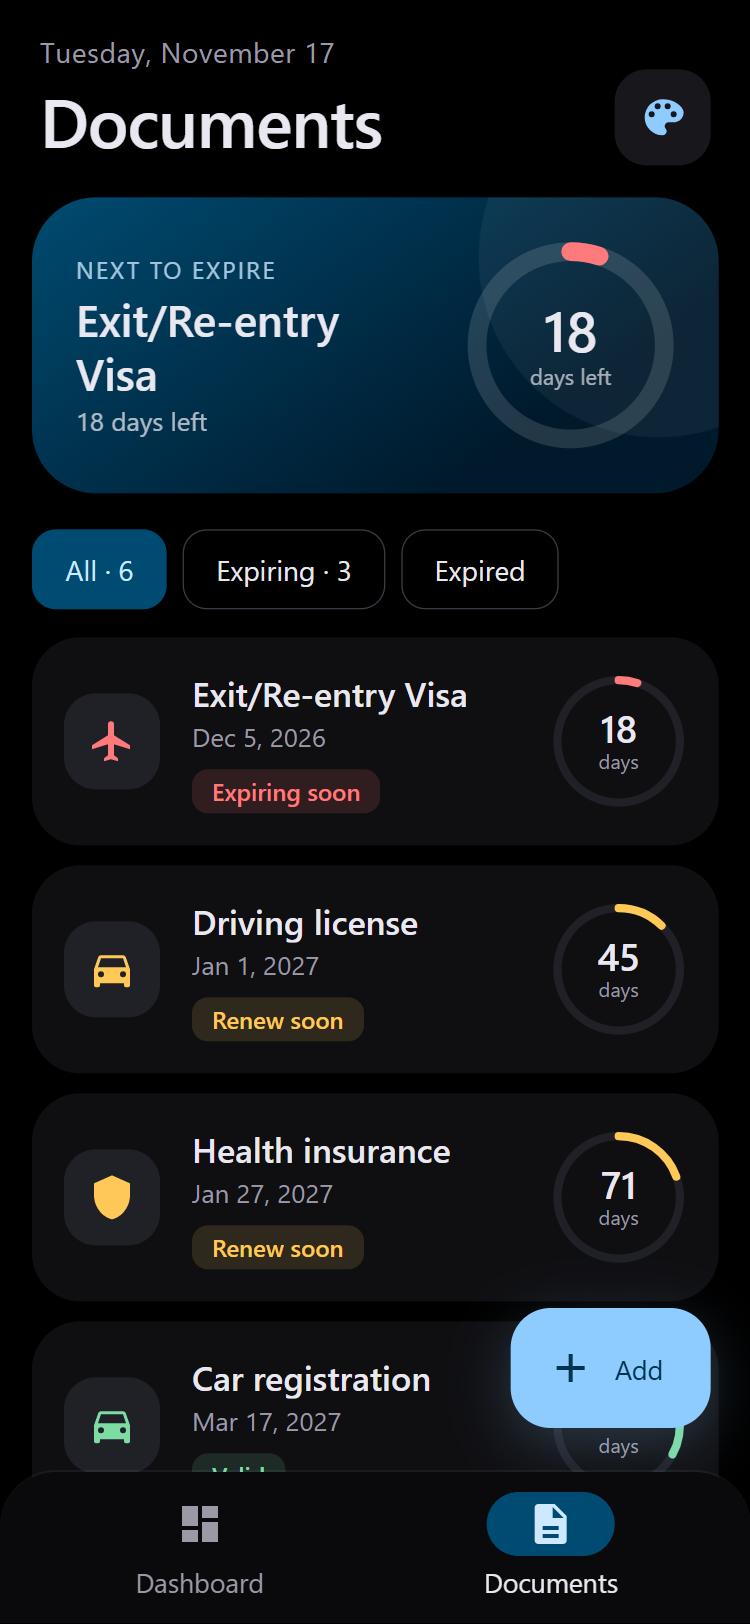 Tuesday, November 17
Documents
NEXT TO EXPIRE
Exit/Re-entry
Visa
18 days left
18
days left
All · 6
Expiring · 3
Expired
Exit/Re-entry Visa
Dec 5, 2026
Expiring soon
18
days
Driving license
Jan 1, 2027
Renew soon
45
days
Health insurance
Jan 27, 2027
Renew soon
71
days
Car registration
Mar 17, 2027
Valid
days
Add
Dashboard
Documents